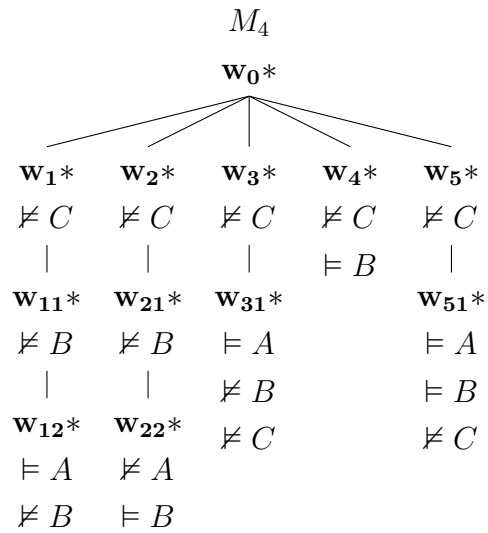 M₄
w₀*
w₁* w₂* w₃* w₄* w₅*
⊭ C ⊭ C ⊭ C ⊭ C ⊭ C
⊨ B
w₁₁* w₂₁* w₃₁* w₅₁*
⊭ B ⊭ B ⊨ A ⊨ A
⊭ B ⊨ B
w₁₂* w₂₂* ⊭ C ⊭ C
⊨ A ⊭ A
⊭ B ⊨ B